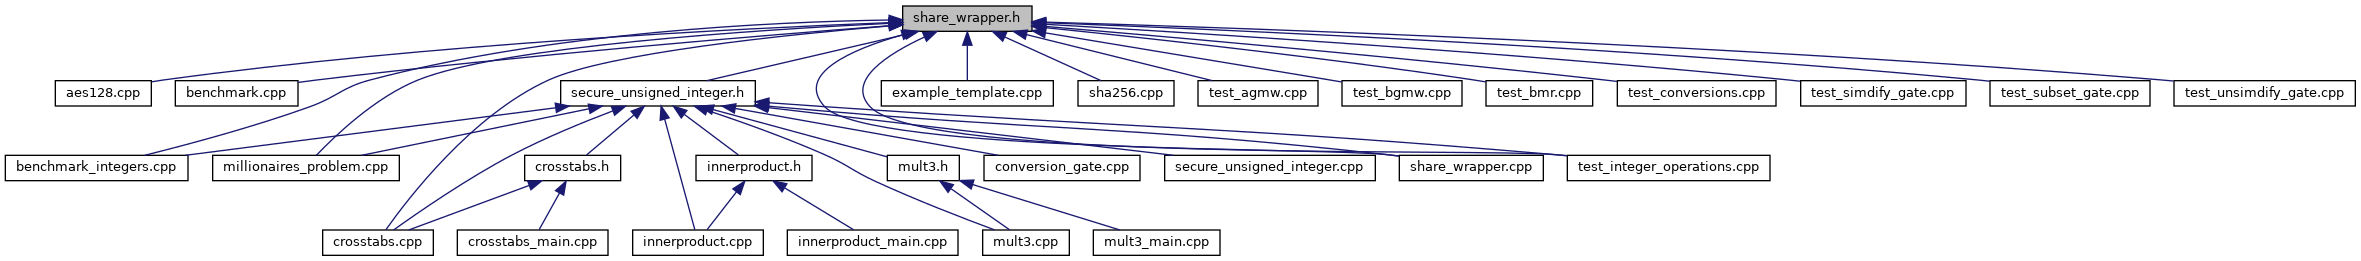 share_wrapper.h
aes128.cpp
benchmark.cpp
secure_unsigned_integer.h
example_template.cpp
sha256.cpp
test_agmw.cpp
test_bgmw.cpp
test_bmr.cpp
test_conversions.cpp
test_simdify_gate.cpp
test_subset_gate.cpp
test_unsimdify_gate.cpp
benchmark_integers.cpp
millionaires_problem.cpp
crosstabs.h
innerproduct.h
mult3.h
conversion_gate.cpp
secure_unsigned_integer.cpp
share_wrapper.cpp
test_integer_operations.cpp
crosstabs.cpp
crosstabs_main.cpp
innerproduct.cpp
innerproduct_main.cpp
mult3.cpp
mult3_main.cpp